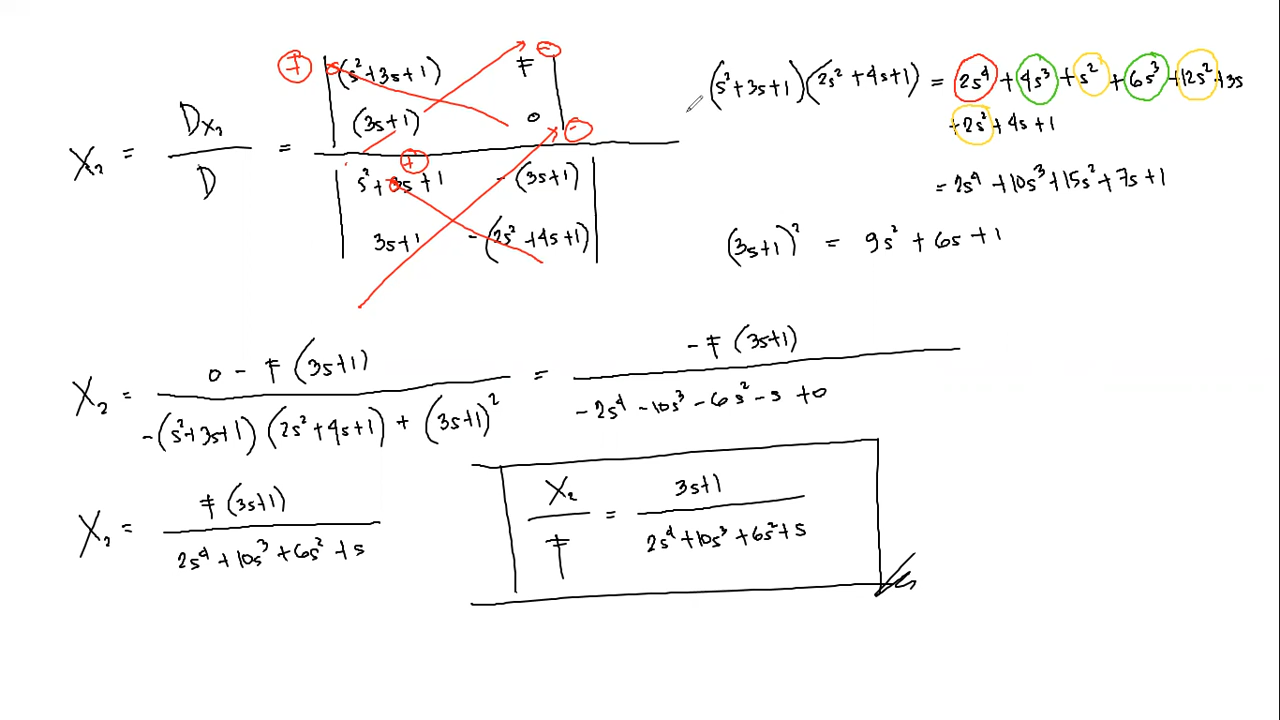 X₂ = Dx₂ / D = | (s²+3s+1) F |
| (3s+1) 0 |
| s²+3s+1 -(3s+1) |
| 3s+1 -(2s²+4s+1) |
+ - + -
(s²+3s+1)(2s²+4s+1) = 2s⁴+4s³+s²+6s³+12s²+3s
+2s²+4s+1
= 2s⁴+10s³+15s²+7s+1
(3s+1)² = 9s²+6s+1
X₂ = 0 - F(3s+1) / -(s²+3s+1)(2s²+4s+1)+(3s+1)² = -F(3s+1) / -2s⁴-10s³-6s²-s+0
X₂ = F(3s+1) / 2s⁴+10s³+6s²+s
X₂ / F = 3s+1 / 2s⁴+10s³+6s²+s